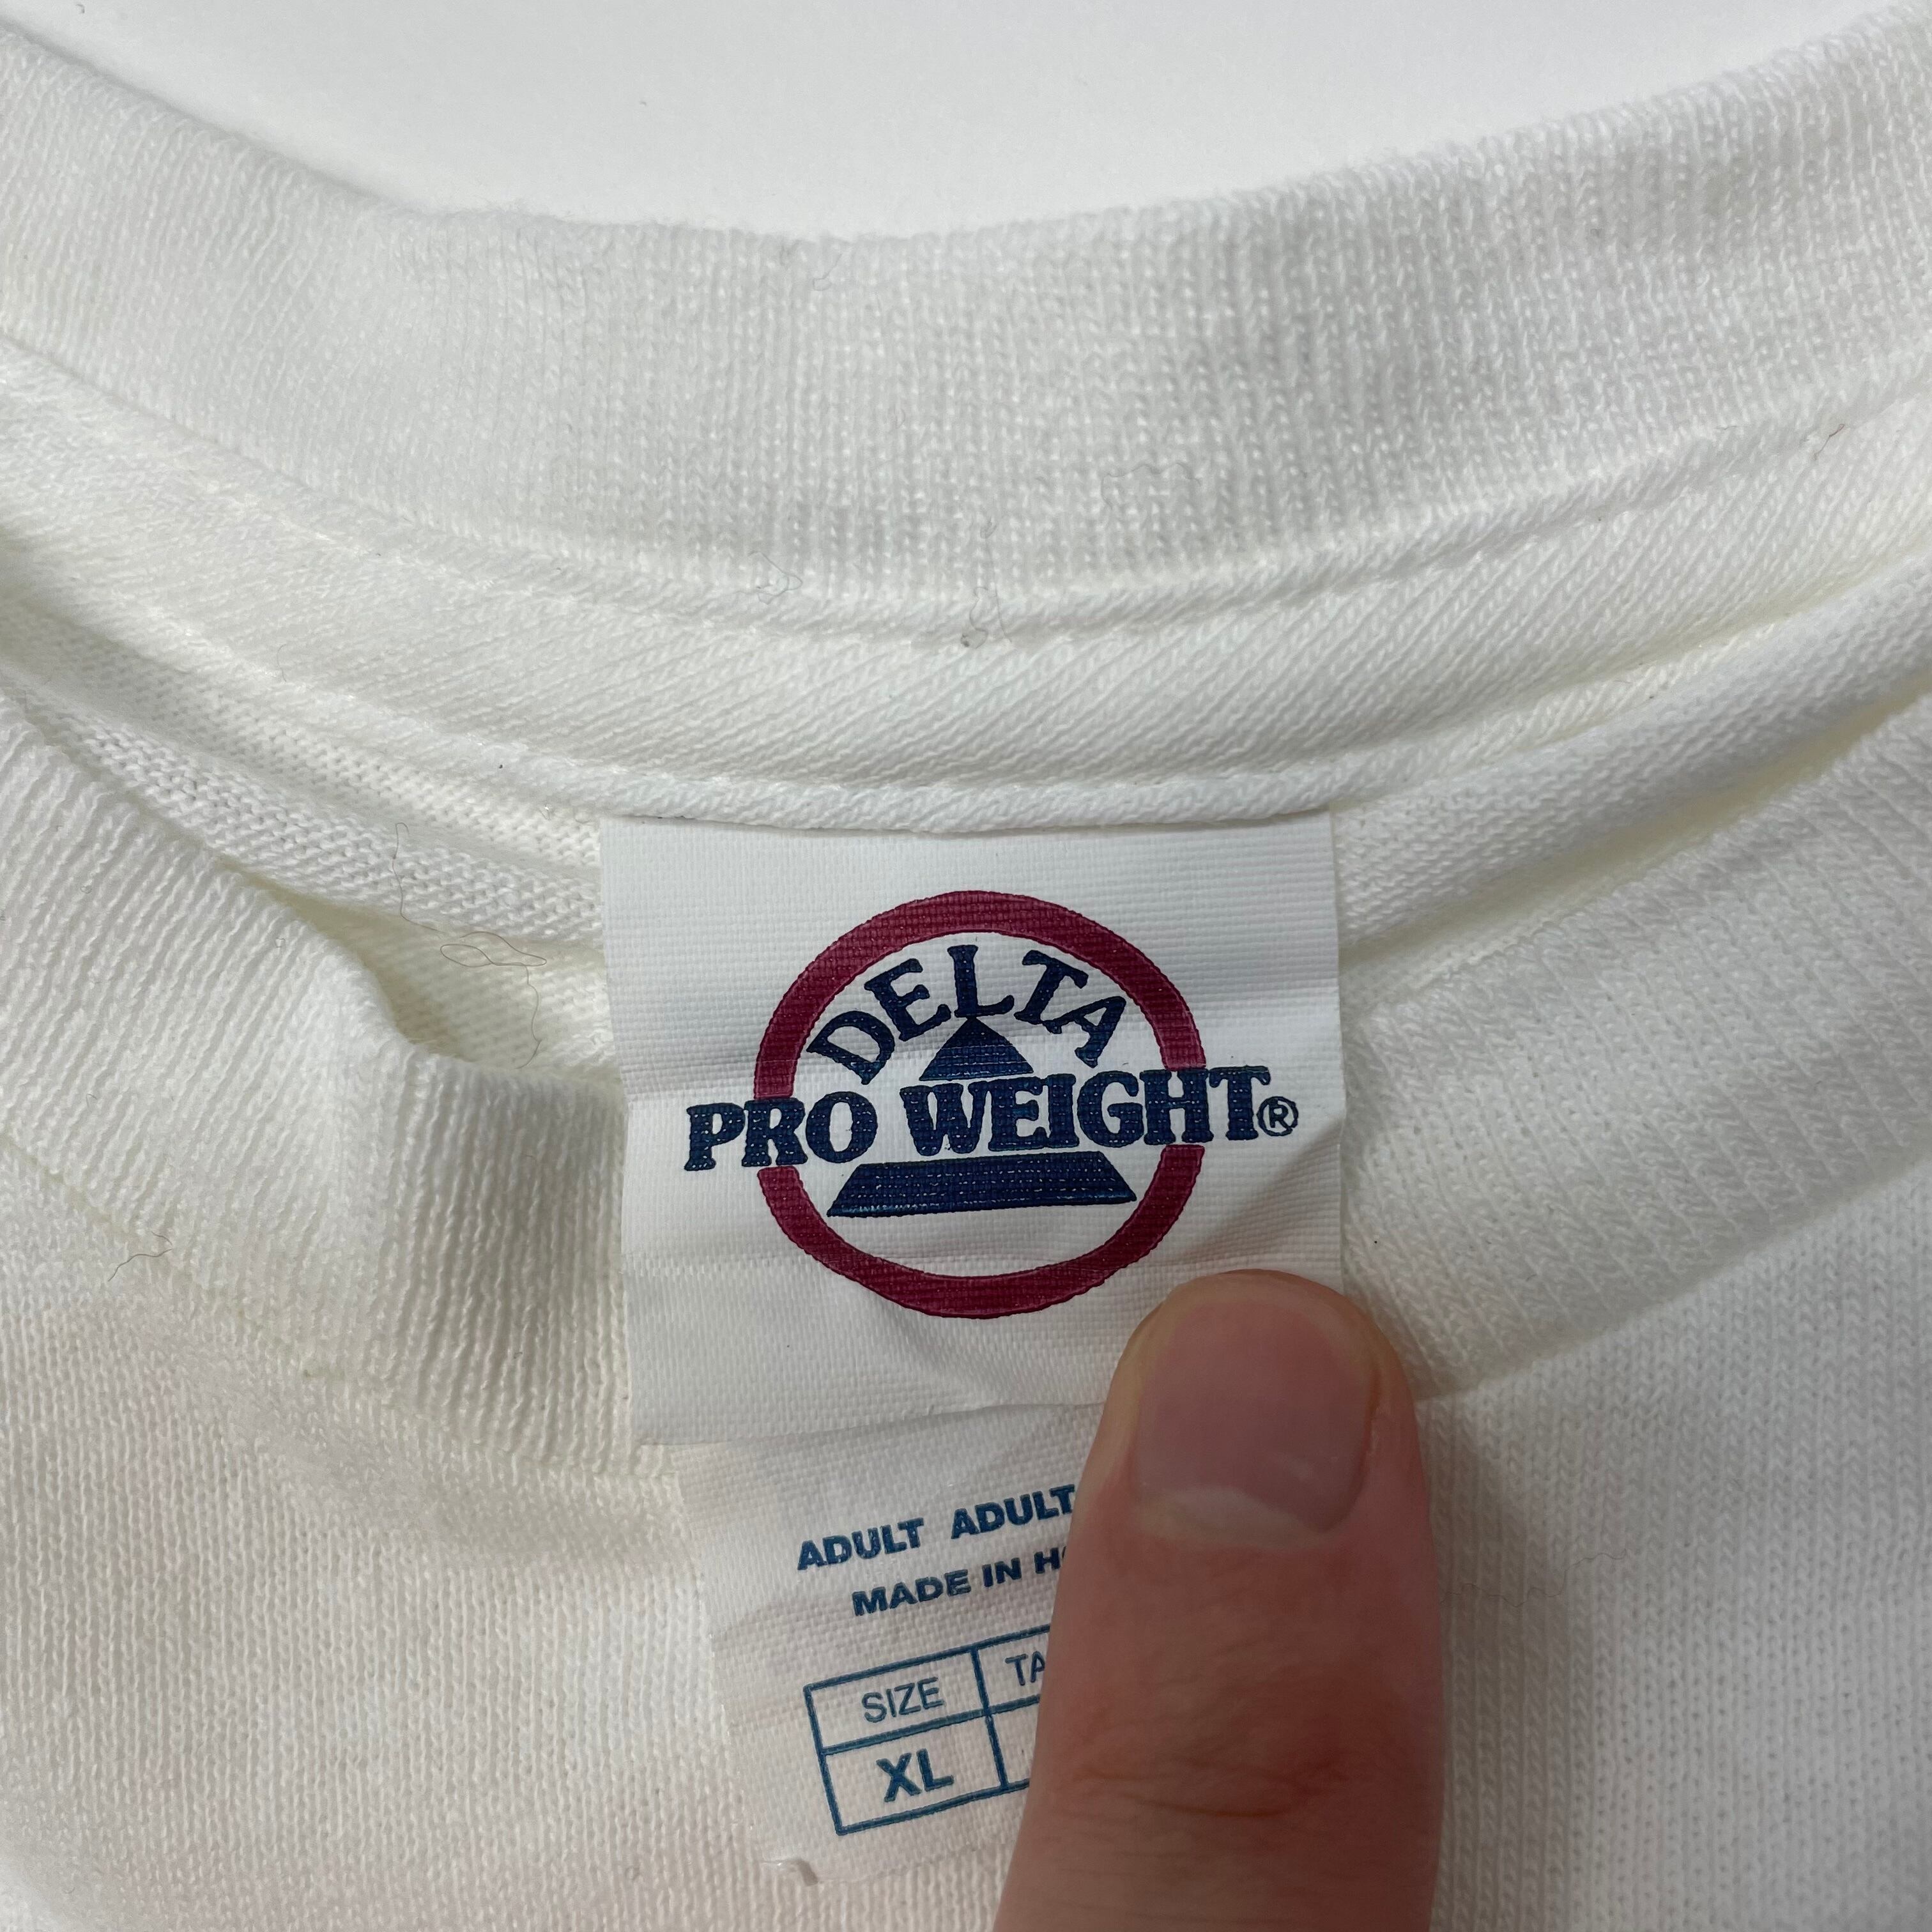 DELTA
PRO WEIGHT®
ADULT ADULT
MADE IN
SIZE
XL